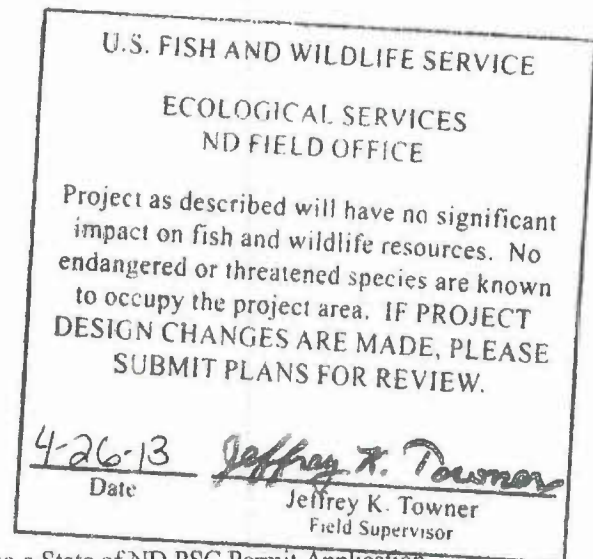 U.S. FISH AND WILDLIFE SERVICE
ECOLOGICAL SERVICES
ND FIELD OFFICE
Project as described will have no significant
impact on fish and wildlife resources. No
endangered or threatened species are known
to occupy the project area. IF PROJECT
DESIGN CHANGES ARE MADE, PLEASE
SUBMIT PLANS FOR REVIEW.
4-26-13 Jeffrey K. Towner
Date Jeffrey K. Towner
Field Supervisor
a State of ND PSC Permit Application